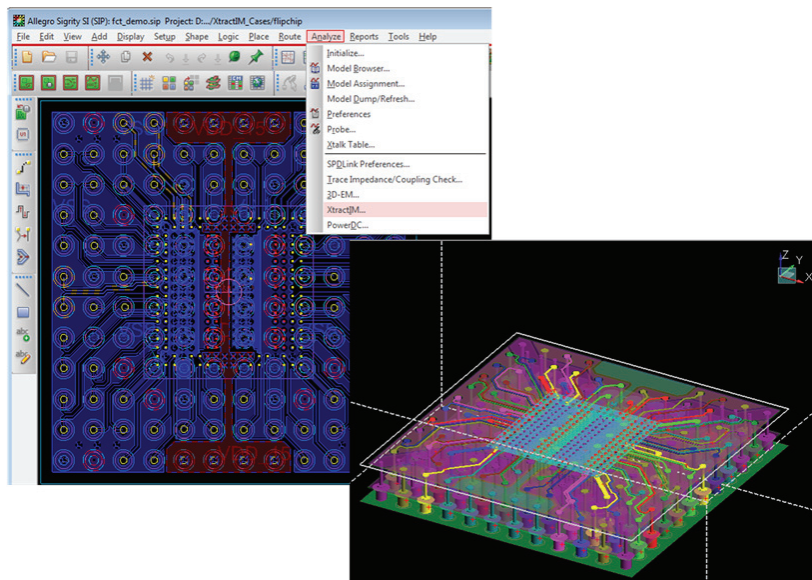 Allegro Sigrity SI (SIP): fct_demo.sip Project: D:.../XtractIM_Cases/flipchip
File Edit View Add Display Setup Shape Logic Place Route Analyze Reports Tools Help
Initialize...
Model Browser...
Model Assignment...
Model Dump/Refresh...
Preferences
Probe...
Xtalk Table...
SPDLink Preferences...
Trace Impedance/Coupling Check...
3D-EM...
XtractIM...
PowerDC...
abc
abc
Z
Y
X